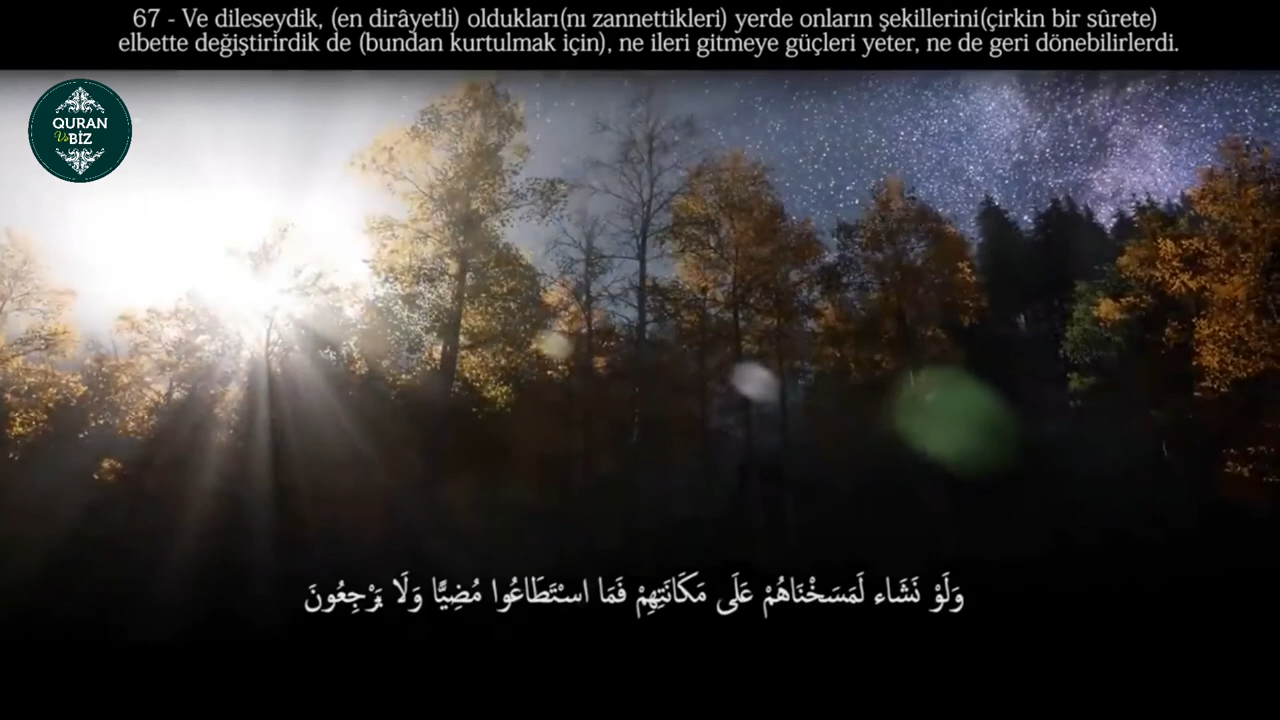 67 - Ve dileseydik, (en dirâyetli) oldukları(nı zannettikleri) yerde onların şekillerini(çirkin bir sûrete)
elbette değiştirirdik de (bundan kurtulmak için), ne ileri gitmeye güçleri yeter, ne de geri dönebilirlerdi.
QURAN
Ve BİZ
وَلَوْ نَشَاء لَمَسَخْنَاهُمْ عَلَى مَكَانَتِهِمْ فَمَا اسْتَطَاعُوا مُضِيًّا وَلَا يَرْجِعُونَ